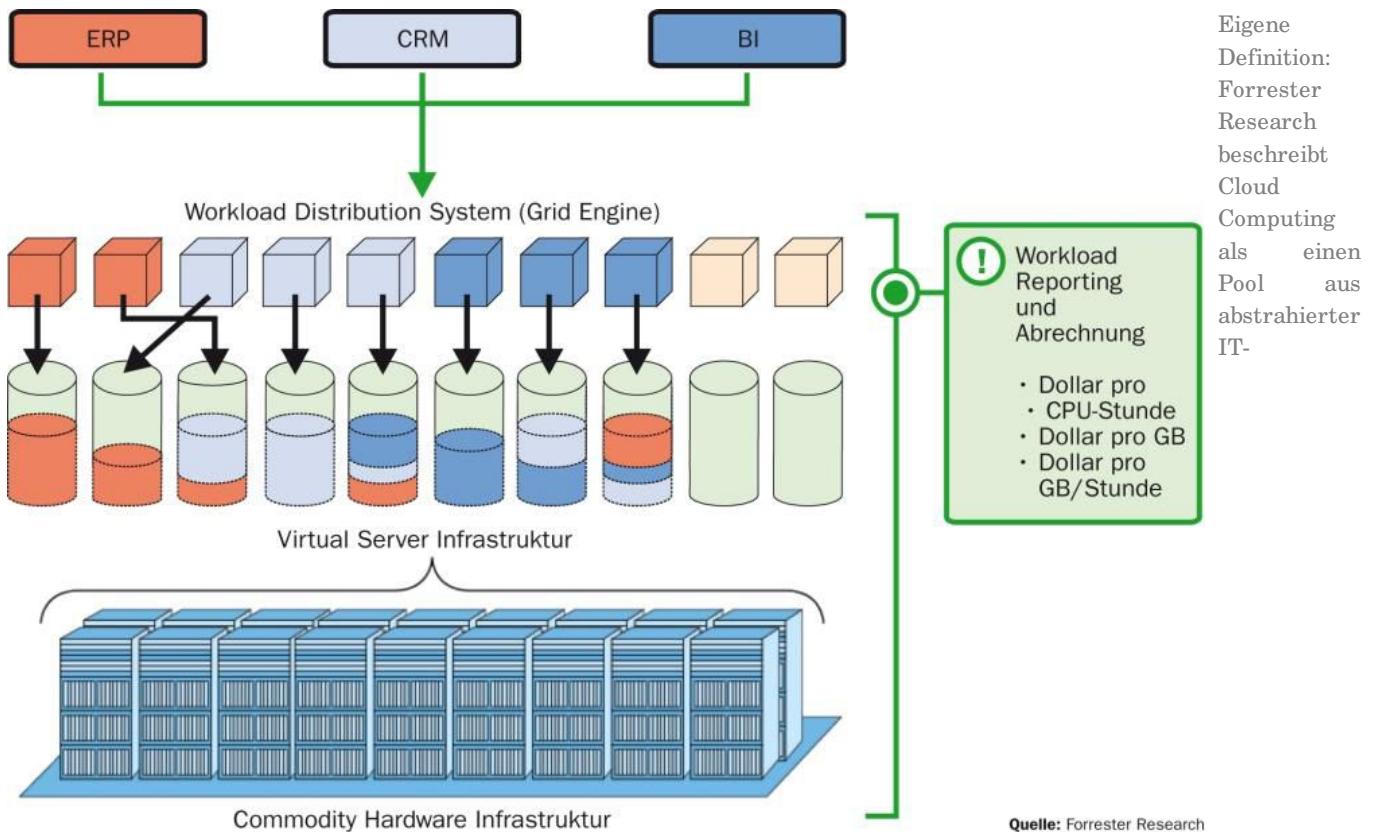 ERP
CRM
BI
Workload Distribution System (Grid Engine)
!
Workload
Reporting
und
Abrechnung
· Dollar pro
· CPU-Stunde
· Dollar pro GB
· Dollar pro
GB/Stunde
Virtual Server Infrastruktur
Commodity Hardware Infrastruktur
Quelle: Forrester Research
Eigene
Definition:
Forrester
Research
beschreibt
Cloud
Computing
als einen
Pool aus
abstrahierter
IT-